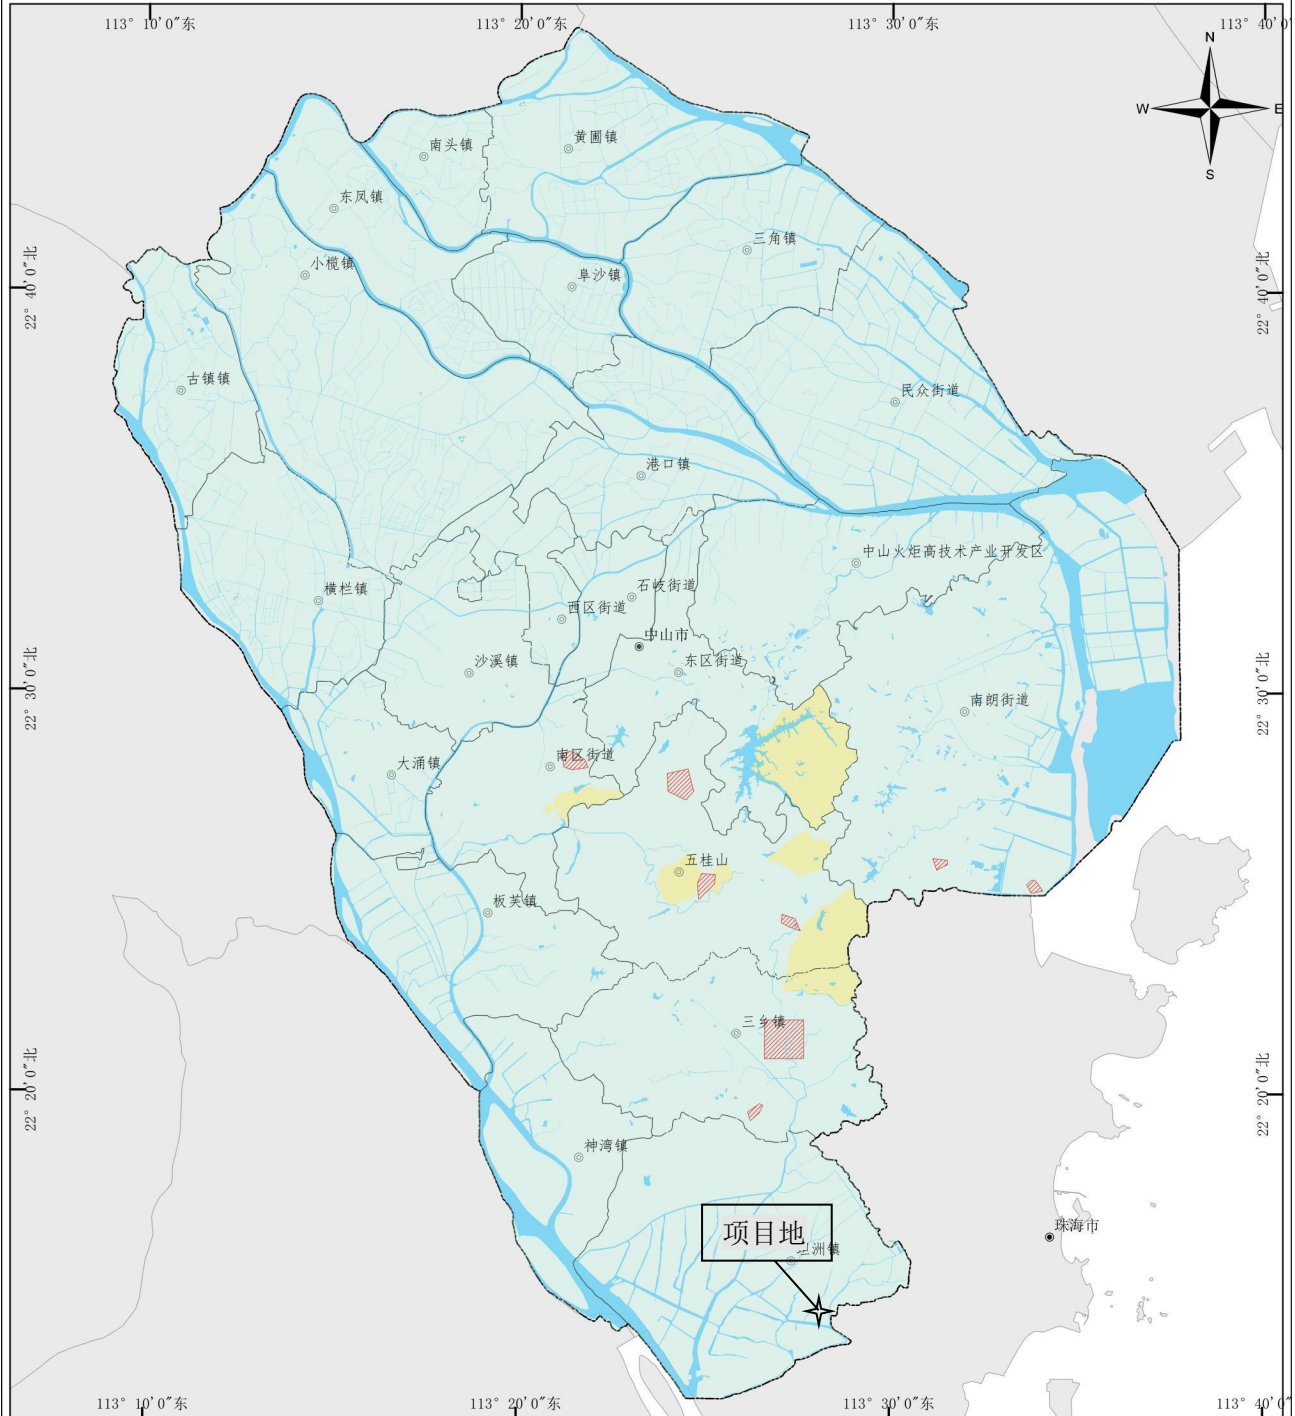 113° 10′0″东
113° 20′0″东
113° 30′0″东
113° 40′0
N
W
E
S
黄圃镇
南头镇
东凤镇
三角镇
小榄镇
阜沙镇
22° 40′0″北
22° 40′0″北
古镇镇
民众街道
港口镇
中山火炬高技术产业开发区
石岐街道
横栏镇
西区街道
中山市
沙溪镇
东区街道
22° 30′0″北
22° 30′0″北
南朗街道
南区街道
大涌镇
五桂山
板芙镇
三乡镇
22° 20′0″北
22° 20′0″北
神湾镇
项目地
洲镇
珠海市
113° 10′0″东
113° 20′0″东
113° 30′0″东
113° 40′0